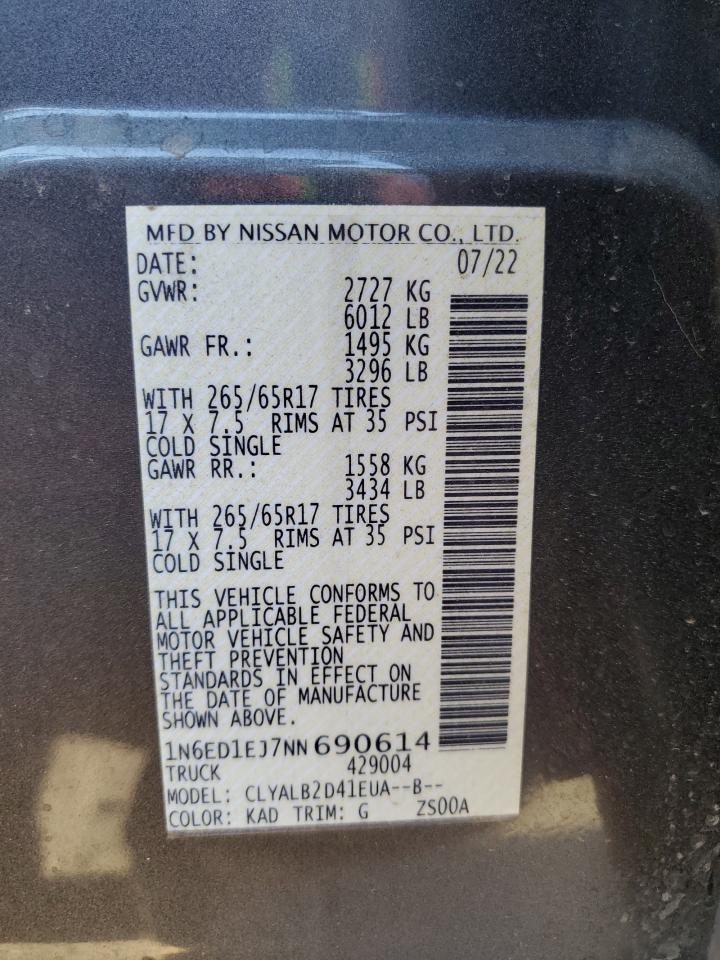 MFD BY NISSAN MOTOR CO., LTD.
DATE: 07/22
GVWR: 2727 KG
6012 LB
GAWR FR.: 1495 KG
3296 LB
WITH 265/65R17 TIRES
17 X 7.5 RIMS AT 35 PSI
COLD SINGLE
GAWR RR.: 1558 KG
3434 LB
WITH 265/65R17 TIRES
17 X 7.5 RIMS AT 35 PSI
COLD SINGLE
THIS VEHICLE CONFORMS TO
ALL APPLICABLE FEDERAL
MOTOR VEHICLE SAFETY AND
THEFT PREVENTION
STANDARDS IN EFFECT ON
THE DATE OF MANUFACTURE
SHOWN ABOVE.
1N6ED1EJ7NN690614
TRUCK 429004
MODEL: CLYALB2D41EUA--B--
COLOR: KAD TRIM: G ZS00A